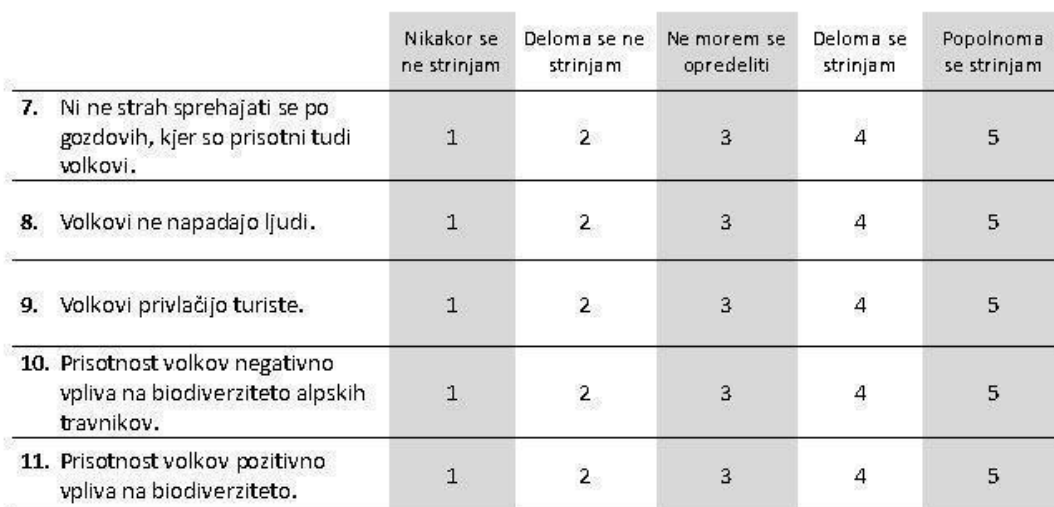 Nikakor se ne strinjam
Deloma se ne strinjam
Ne morem se opredeliti
Deloma se strinjam
Popolnoma se strinjam
7. Ni ne strah sprehajati se po
gozdovih, kjer so prisotni tudi
volkovi.
1 2 3 4 5
8. Volkovi ne napadajo ljudi.
1 2 3 4 5
9. Volkovi privlačijo turiste.
1 2 3 4 5
10. Prisotnost volkov negativno
vpliva na biodiverziteto alpskih
travnikov.
1 2 3 4 5
11. Prisotnost volkov pozitivno
vpliva na biodiverziteto.
1 2 3 4 5